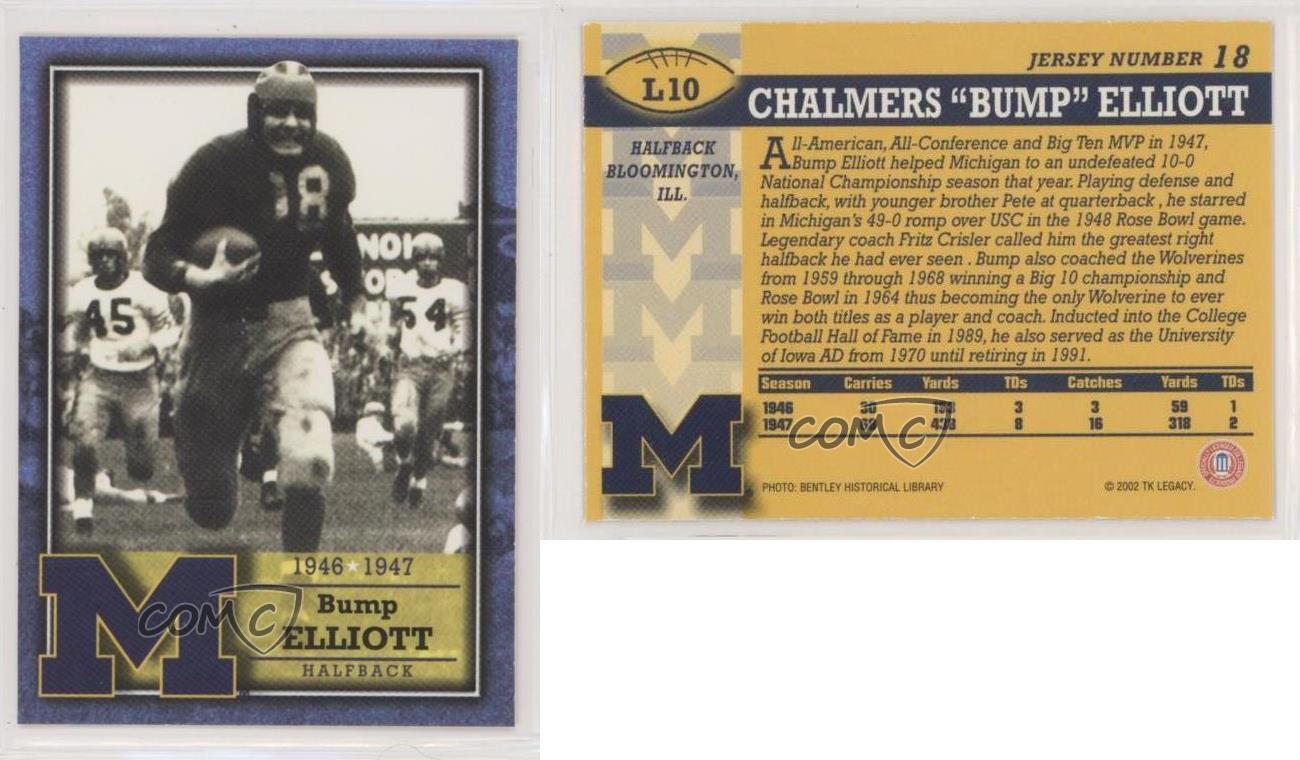 18
45
54
NOI
M
1946★1947
Bump
ELLIOTT
HALFBACK
COMC
JERSEY NUMBER 18
L10
CHALMERS “BUMP” ELLIOTT
HALFBACK
BLOOMINGTON,
ILL.
All-American, All-Conference and Big Ten MVP in 1947,
Bump Elliott helped Michigan to an undefeated 10-0
National Championship season that year. Playing defense and
halfback, with younger brother Pete at quarterback , he starred
in Michigan's 49-0 romp over USC in the 1948 Rose Bowl game.
Legendary coach Fritz Crisler called him the greatest right
halfback he had ever seen . Bump also coached the Wolverines
from 1959 through 1968 winning a Big 10 championship and
Rose Bowl in 1964 thus becoming the only Wolverine to ever
win both titles as a player and coach. Inducted into the College
Football Hall of Fame in 1989, he also served as the University
of Iowa AD from 1970 until retiring in 1991.
Season Carries Yards TDs Catches Yards TDs
1946 3 3 59 1
1947 8 16 318 2
COMC
M
PHOTO: BENTLEY HISTORICAL LIBRARY
© 2002 TK LEGACY.